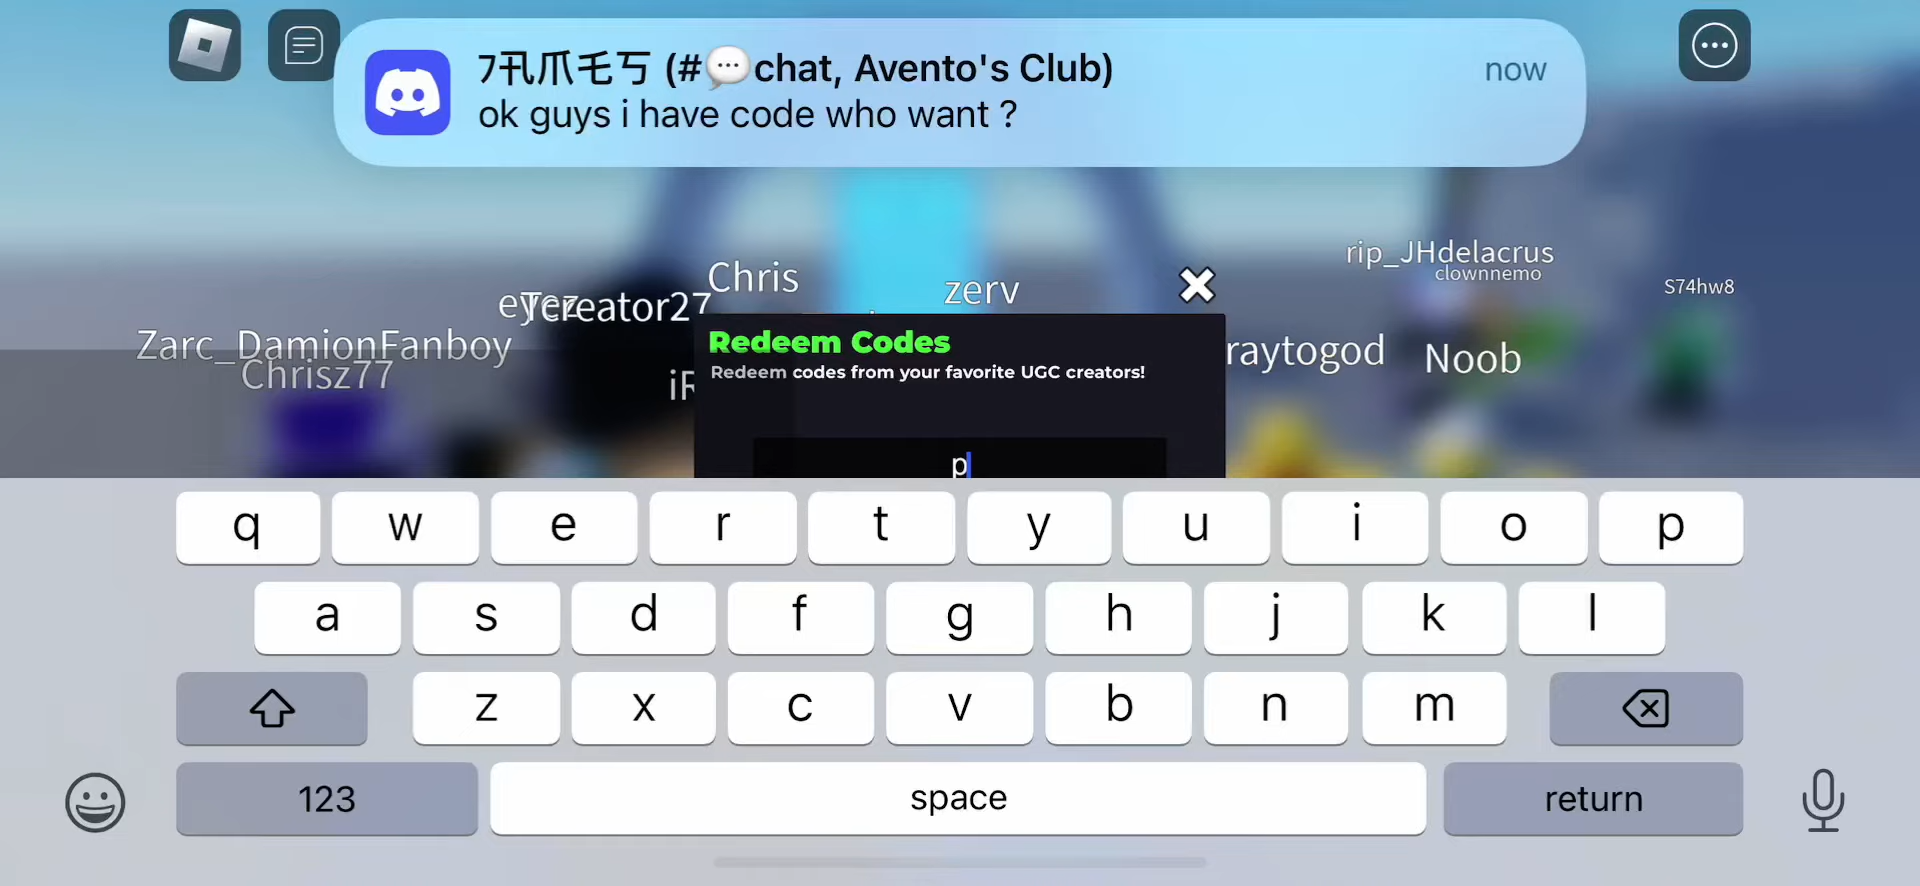 7卂爪乇丂 (#💬chat, Avento's Club)
now
ok guys i have code who want ?
rip_JHdelacrus
clownnemo
Chris
zerv
S74hw8
Tcreator27
Zarc_DamionFanboy
Chrisz77
raytogod
Noob
Redeem Codes
Redeem codes from your favorite UGC creators!
p
q w e r t y u i o p
a s d f g h j k l
z x c v b n m
123 space return